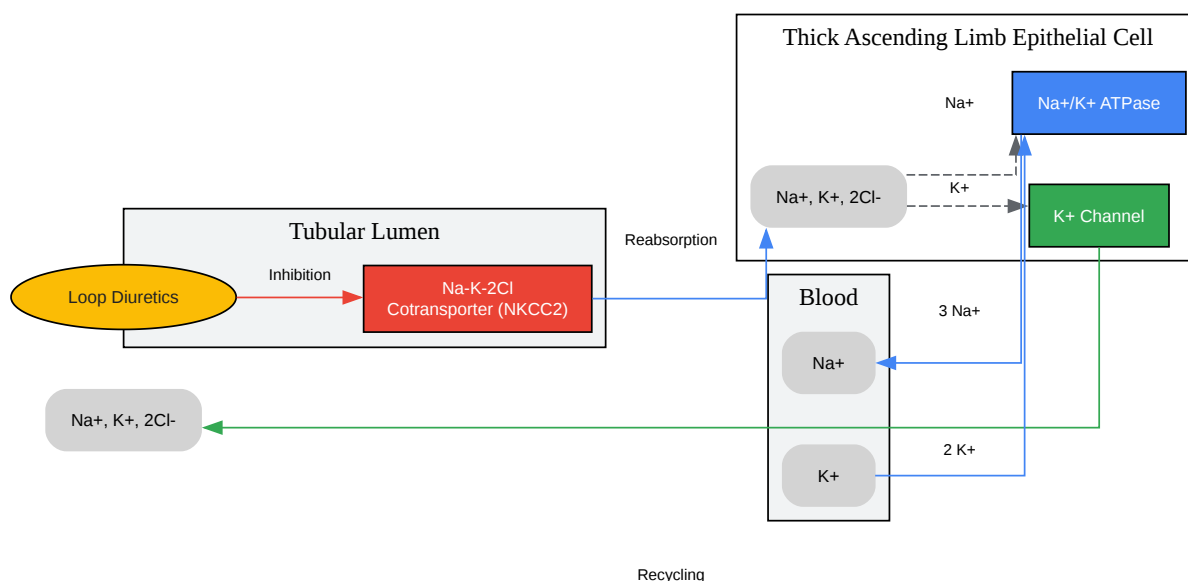 Thick Ascending Limb Epithelial Cell
Na+
Na+/K+ ATPase
Na+, K+, 2Cl-
K+
K+ Channel
Tubular Lumen
Reabsorption
Inhibition
Loop Diuretics
Na-K-2Cl
Cotransporter (NKCC2)
Blood
3 Na+
Na+
Na+, K+, 2Cl-
2 K+
K+
Recycling